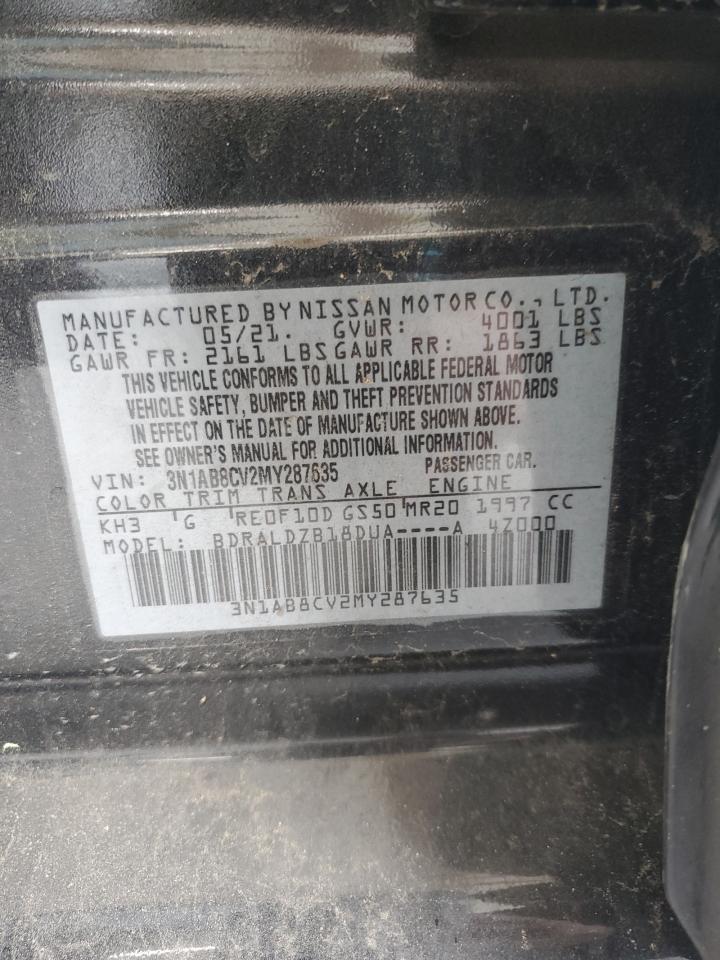 MANUFACTURED BY NISSAN MOTOR CO., LTD.
DATE: 05/21. GVWR: 4001 LBS
GAWR FR: 2161 LBS GAWR RR: 1863 LBS
THIS VEHICLE CONFORMS TO ALL APPLICABLE FEDERAL MOTOR
VEHICLE SAFETY, BUMPER AND THEFT PREVENTION STANDARDS
IN EFFECT ON THE DATE OF MANUFACTURE SHOWN ABOVE.
SEE OWNER'S MANUAL FOR ADDITIONAL INFORMATION.
VIN: 3N1AB8CV2MY287635 PASSENGER CAR.
COLOR TRIM TRANS AXLE ENGINE
KH3 G RE0F10D GS50 MR20 1997 CC
MODEL: BDRALDZB18DUA----A 4Z000
3N1AB8CV2MY287635